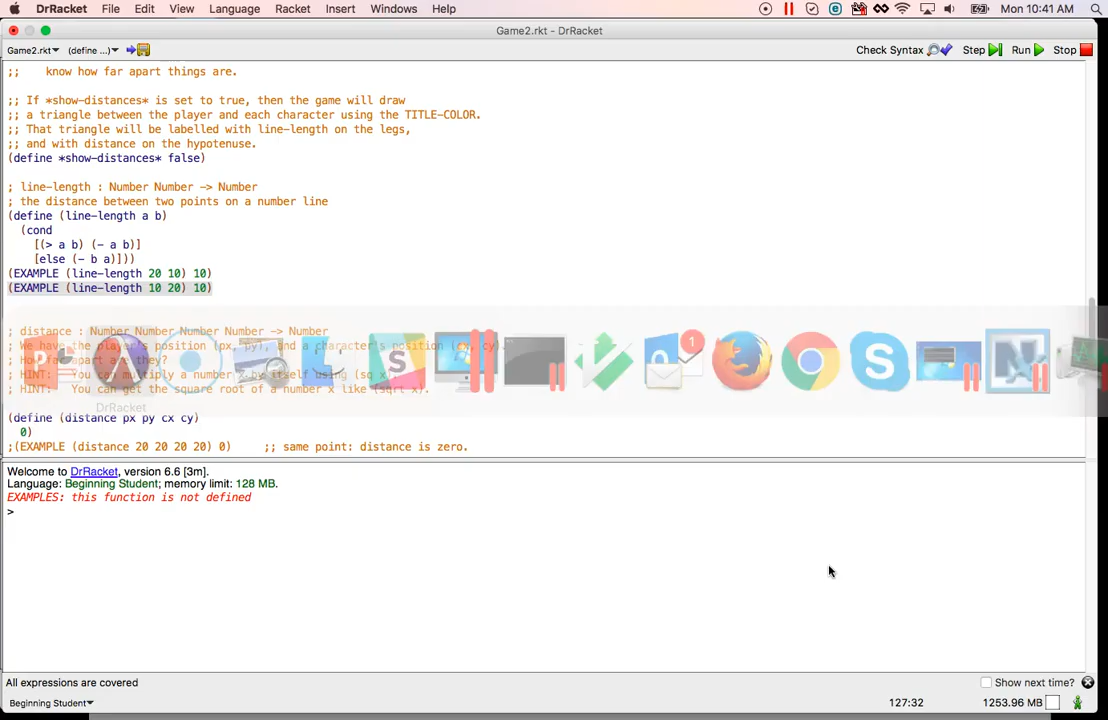 DrRacket File Edit View Language Racket Insert Windows Help Mon 10:41 AM
Game2.rkt - DrRacket
Game2.rkt▾ (define ...)▾ Check Syntax Step Run Stop
;; know how far apart things are.
;; If *show-distances* is set to true, then the game will draw
;; a triangle between the player and each character using the TITLE-COLOR.
;; That triangle will be labelled with line-length on the legs,
;; and with distance on the hypotenuse.
(define *show-distances* false)
; line-length : Number Number -> Number
; the distance between two points on a number line
(define (line-length a b)
(cond
[(> a b) (- a b)]
[else (- b a)]))
(EXAMPLE (line-length 20 10) 10)
(EXAMPLE (line-length 10 20) 10)
; distance : Number Number Number Number -> Number
; We have the player's position (px, py), and a character's position (cx, cy).
; How far apart are they?
; HINT: You can multiply a number x by itself using (sq x).
; HINT: You can get the square root of a number x like (sqrt x).
1
DrRacket
(define (distance px py cx cy)
0)
;(EXAMPLE (distance 20 20 20 20) 0) ;; same point: distance is zero.
Welcome to DrRacket, version 6.6 [3m].
Language: Beginning Student; memory limit: 128 MB.
EXAMPLES: this function is not defined
>
All expressions are covered Show next time?
Beginning Student▾ 127:32 1253.96 MB